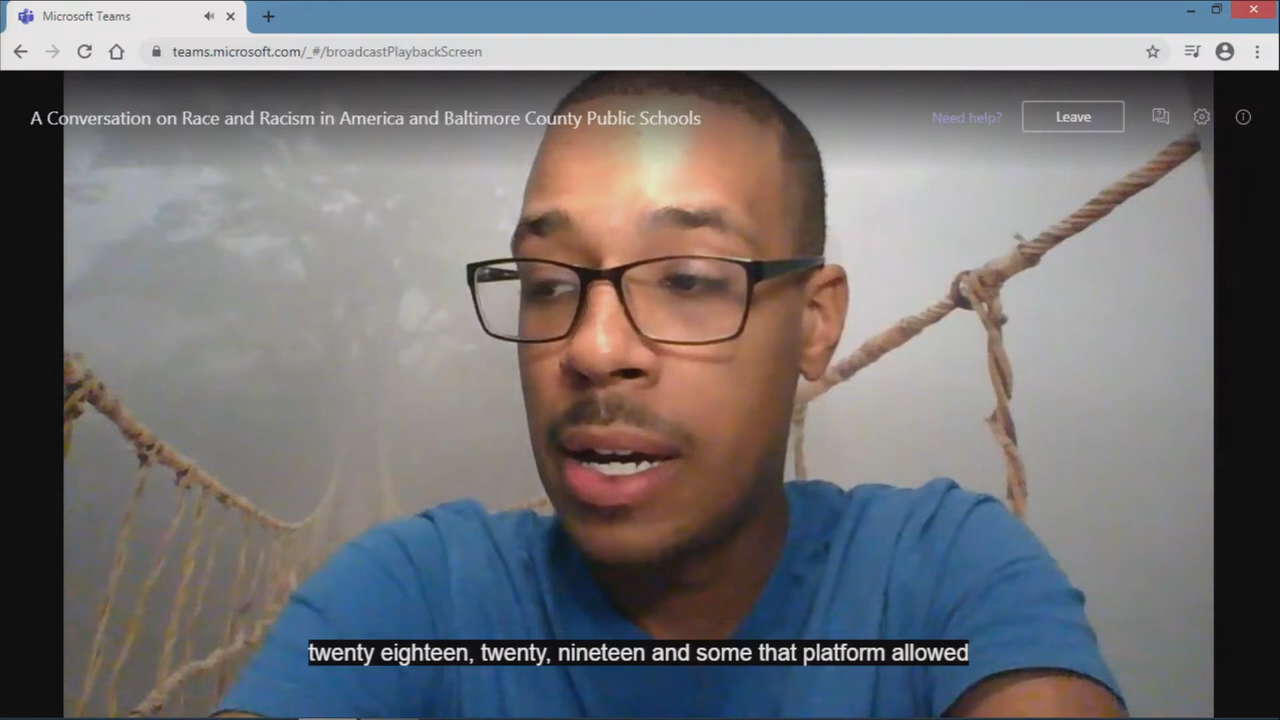 Microsoft Teams
teams.microsoft.com/_#/broadcastPlaybackScreen
A Conversation on Race and Racism in America and Baltimore County Public Schools
Need help?
Leave
twenty eighteen, twenty, nineteen and some that platform allowed